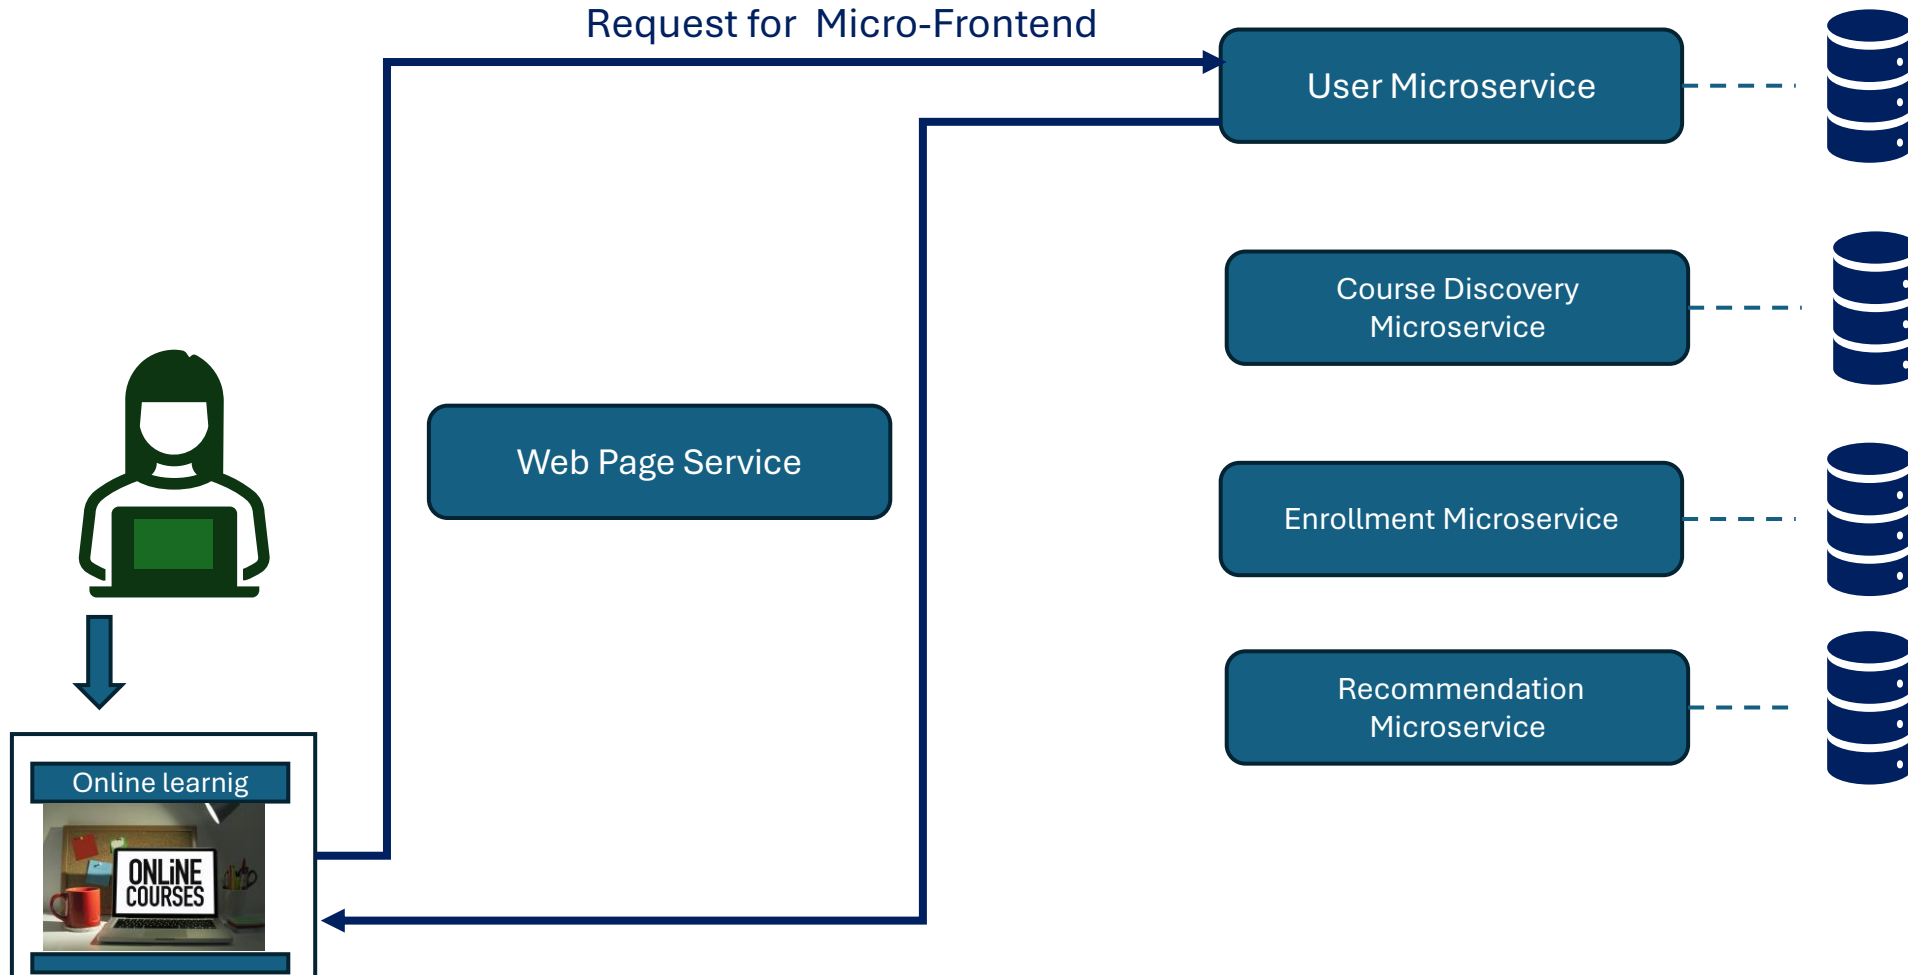 Request for  Micro-Frontend
User Microservice
Course Discovery
Microservice
Web Page Service
Enrollment Microservice
Recommendation
Microservice
Online learnig
ONLiNE
COURSES